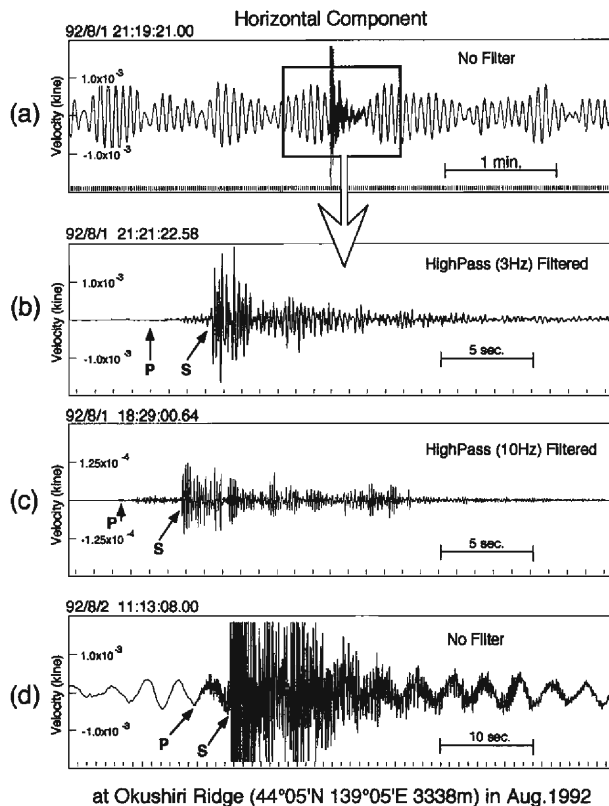 Horizontal Component
92/8/1 21:19:21.00
No Filter
(a)
Velocity (kine)
1.0x10⁻³
-1.0x10⁻³
1 min.
92/8/1 21:21:22.58
HighPass (3Hz) Filtered
(b)
Velocity (kine)
1.0x10⁻³
-1.0x10⁻³
P
S
5 sec.
92/8/1 18:29:00.64
HighPass (10Hz) Filtered
(c)
Velocity (kine)
1.25x10⁻⁴
-1.25x10⁻⁴
P
S
5 sec.
92/8/2 11:13:08.00
No Filter
(d)
Velocity (kine)
1.0x10⁻³
-1.0x10⁻³
P
S
10 sec.
at Okushiri Ridge (44°05'N 139°05'E 3338m) in Aug.1992